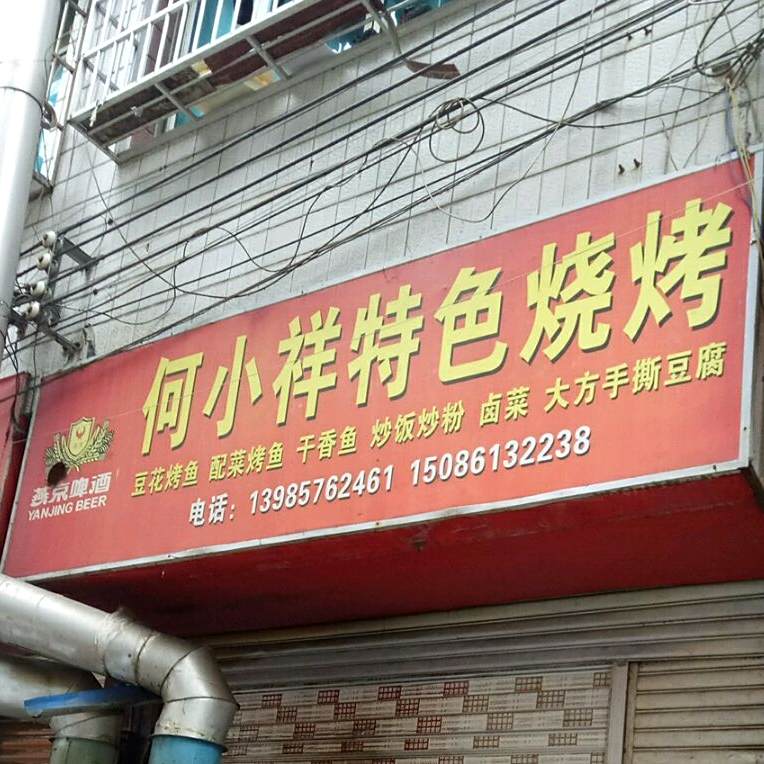 何小祥特色烧烤
豆花烤鱼 配菜烤鱼 干香鱼 炒饭炒粉 卤菜 大方手撕豆腐
电话：13985762461 15086132238
燕京啤酒
YANJING BEER